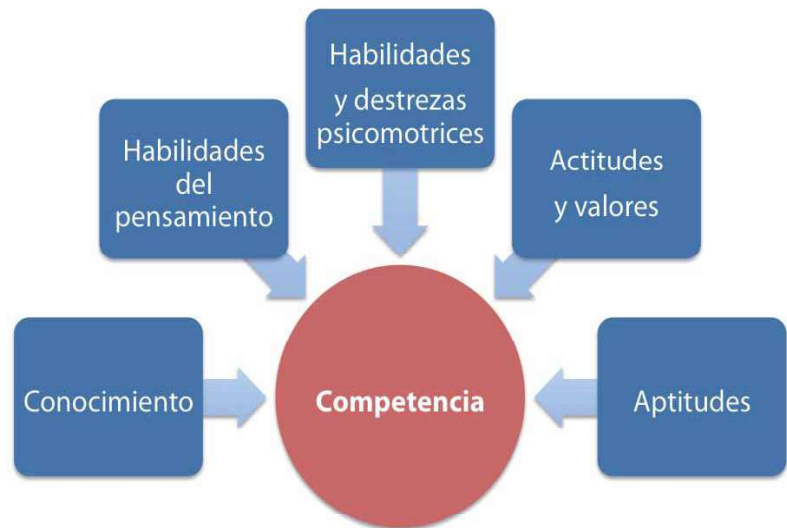 Habilidades
y destrezas
psicomotrices
Habilidades
del
pensamiento
Actitudes
y valores
Conocimiento
Competencia
Aptitudes